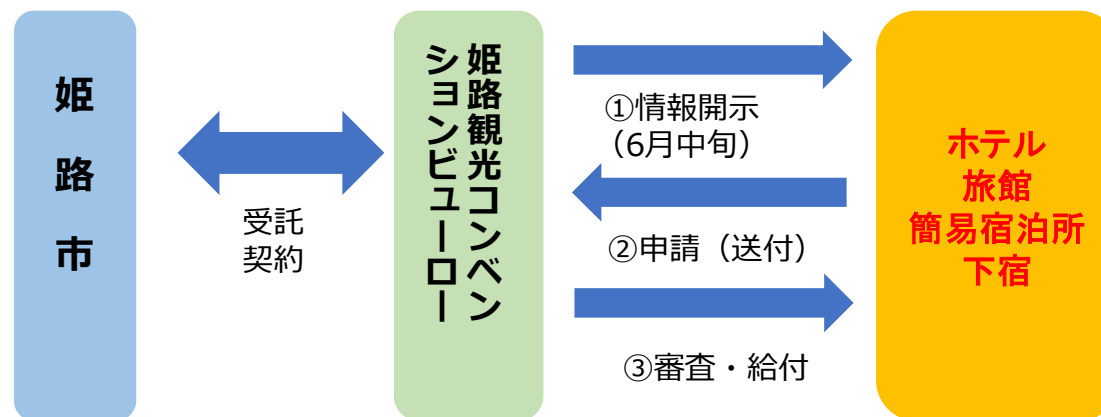 姫路市
受託
契約
姫路観光コンベン
ションビューロー
①情報開示
（6月中旬）
②申請（送付）
③審査・給付
ホテル
旅館
簡易宿泊所
下宿